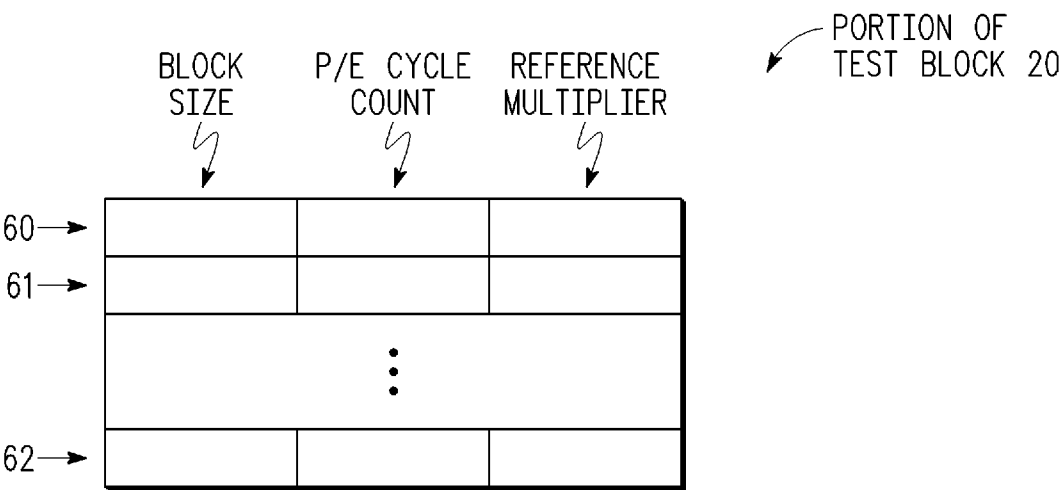 PORTION OF
TEST BLOCK 20
BLOCK
SIZE
P/E CYCLE
COUNT
REFERENCE
MULTIPLIER
60
61
62